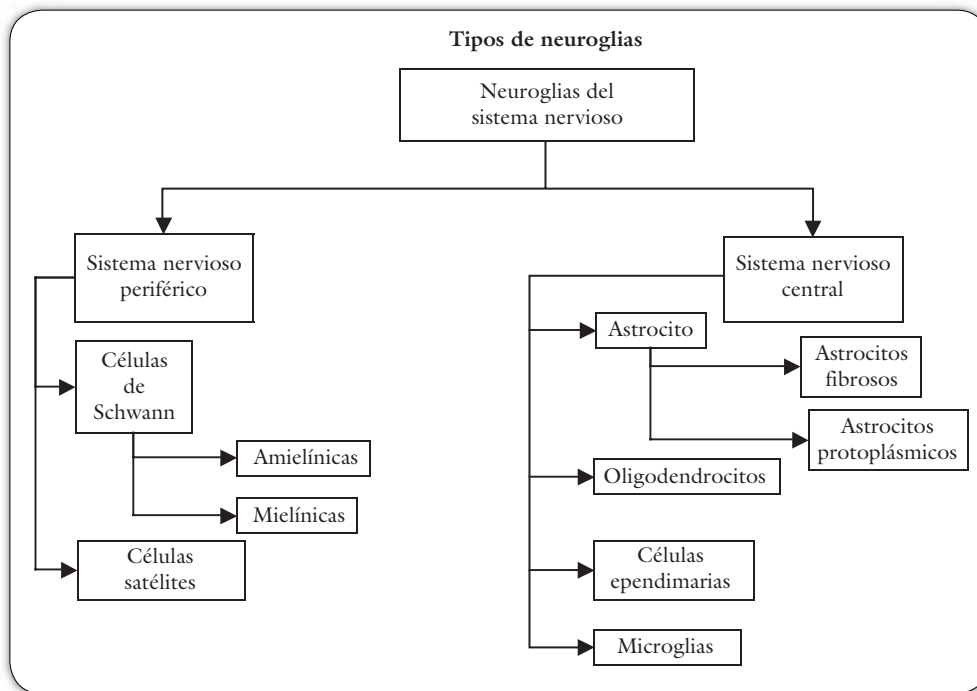 Tipos de neuroglias
Neuroglias del
sistema nervioso
Sistema nervioso
periférico
Células
de
Schwann
Amielínicas
Mielínicas
Células
satélites
Sistema nervioso
central
Astrocito
Astrocitos
fibrosos
Astrocitos
protoplásmicos
Oligodendrocitos
Células
ependimarias
Microglias